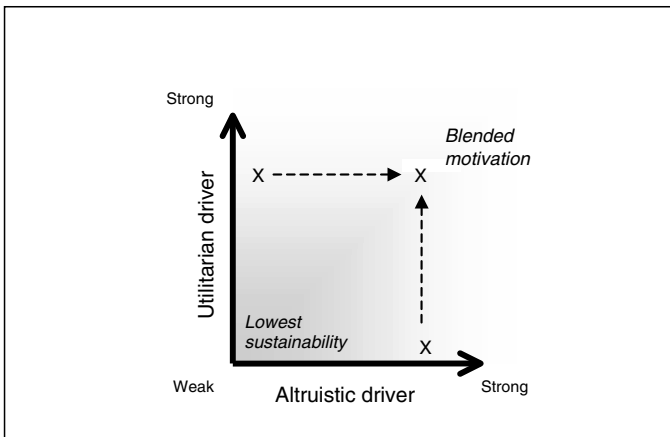 Strong
Blended
motivation
X
X
Utilitarian driver
Lowest
sustainability
X
Weak
Altruistic driver
Strong